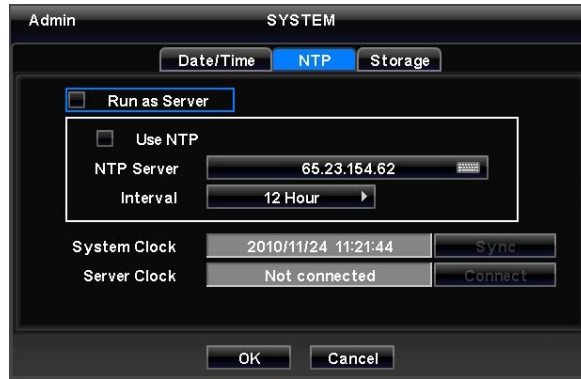 Admin SYSTEM
Date/Time NTP Storage
Run as Server
Use NTP
NTP Server 65.23.154.62
Interval 12 Hour
System Clock 2010/11/24 11:21:44 Sync
Server Clock Not connected Connect
OK Cancel